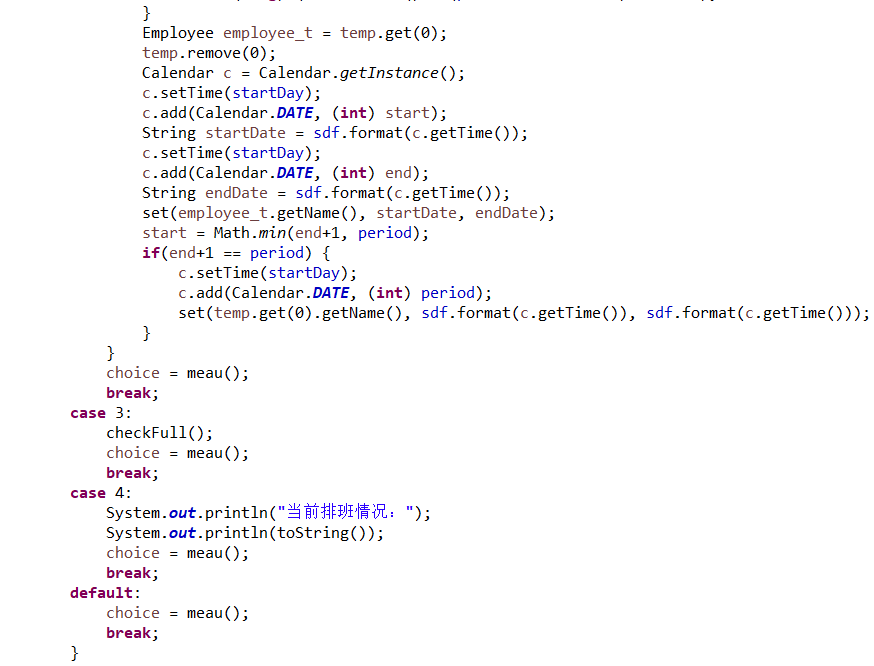 }
Employee employee_t = temp.get(0);
temp.remove(0);
Calendar c = Calendar.getInstance();
c.setTime(startDay);
c.add(Calendar.DATE, (int) start);
String startDate = sdf.format(c.getTime());
c.setTime(startDay);
c.add(Calendar.DATE, (int) end);
String endDate = sdf.format(c.getTime());
set(employee_t.getName(), startDate, endDate);
start = Math.min(end+1, period);
if(end+1 == period) {
c.setTime(startDay);
c.add(Calendar.DATE, (int) period);
set(temp.get(0).getName(), sdf.format(c.getTime()), sdf.format(c.getTime()));
}
}
choice = meau();
break;
case 3:
checkFull();
choice = meau();
break;
case 4:
System.out.println("当前排班情况：");
System.out.println(toString());
choice = meau();
break;
default:
choice = meau();
break;
}